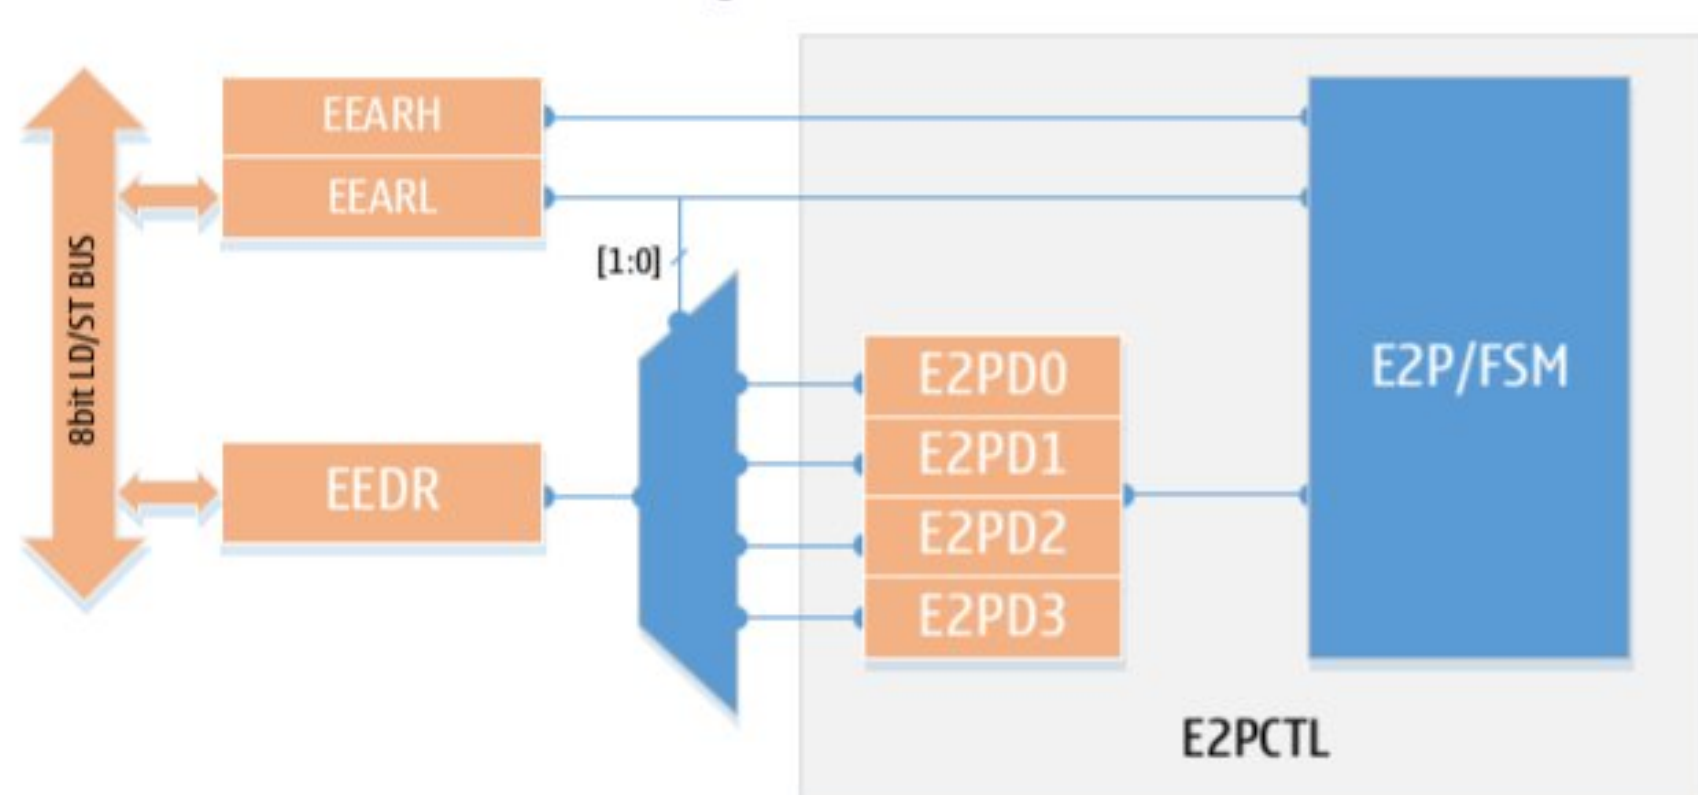 EEARH
EEARL
[1:0]
8bit LD/ST BUS
EEDR
E2PD0
E2PD1
E2PD2
E2PD3
E2P/FSM
E2PCTL